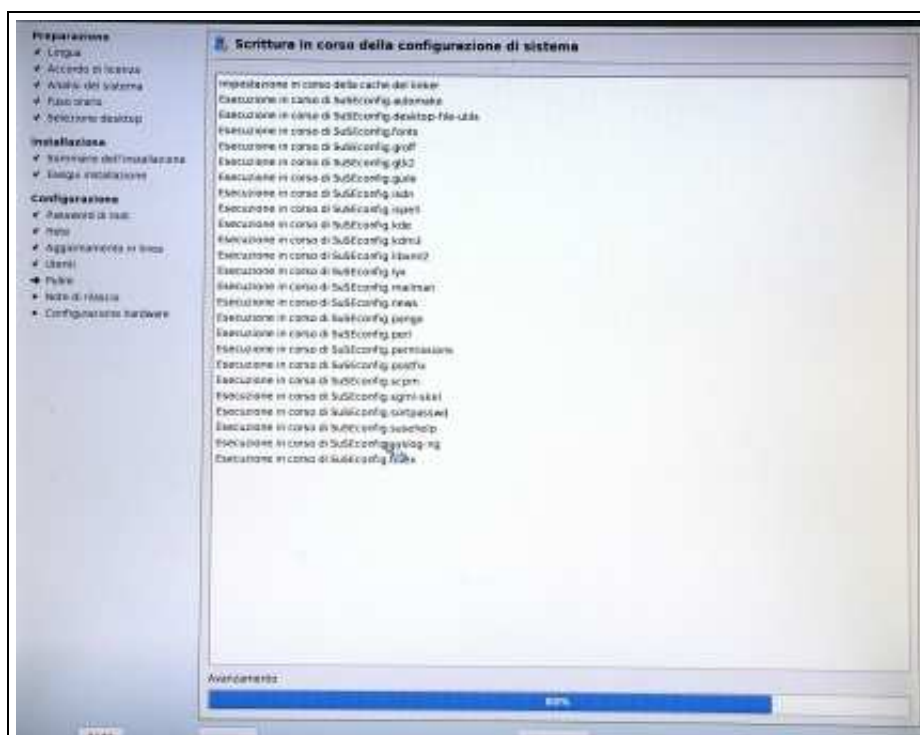 Preparazione
Lingua
Accordo di licenza
Analisi del sistema
Fuso orario
Selezione desktop
Installazione
Sommario dell'installazione
Esegui installazione
Configurazione
Password di root
Rete
Aggiornamento in linea
Utenti
Pulire
Note di rilascio
Configurazione hardware
Scrittura in corso della configurazione di sistema
Impostazione in corso della cache del linker
Esecuzione in corso di SuSEconfig.automake
Esecuzione in corso di SuSEconfig.desktop-file-utils
Esecuzione in corso di SuSEconfig.fonts
Esecuzione in corso di SuSEconfig.groff
Esecuzione in corso di SuSEconfig.gtk2
Esecuzione in corso di SuSEconfig.guile
Esecuzione in corso di SuSEconfig.isdn
Esecuzione in corso di SuSEconfig.ispell
Esecuzione in corso di SuSEconfig.kde
Esecuzione in corso di SuSEconfig.kdm3
Esecuzione in corso di SuSEconfig.libxml2
Esecuzione in corso di SuSEconfig.lyx
Esecuzione in corso di SuSEconfig.mailman
Esecuzione in corso di SuSEconfig.news
Esecuzione in corso di SuSEconfig.pango
Esecuzione in corso di SuSEconfig.perl
Esecuzione in corso di SuSEconfig.permissions
Esecuzione in corso di SuSEconfig.postfix
Esecuzione in corso di SuSEconfig.scpm
Esecuzione in corso di SuSEconfig.sgml-skel
Esecuzione in corso di SuSEconfig.sortpasswd
Esecuzione in corso di SuSEconfig.susehelp
Esecuzione in corso di SuSEconfig.syslog-ng
Esecuzione in corso di
Avanzamento
80%